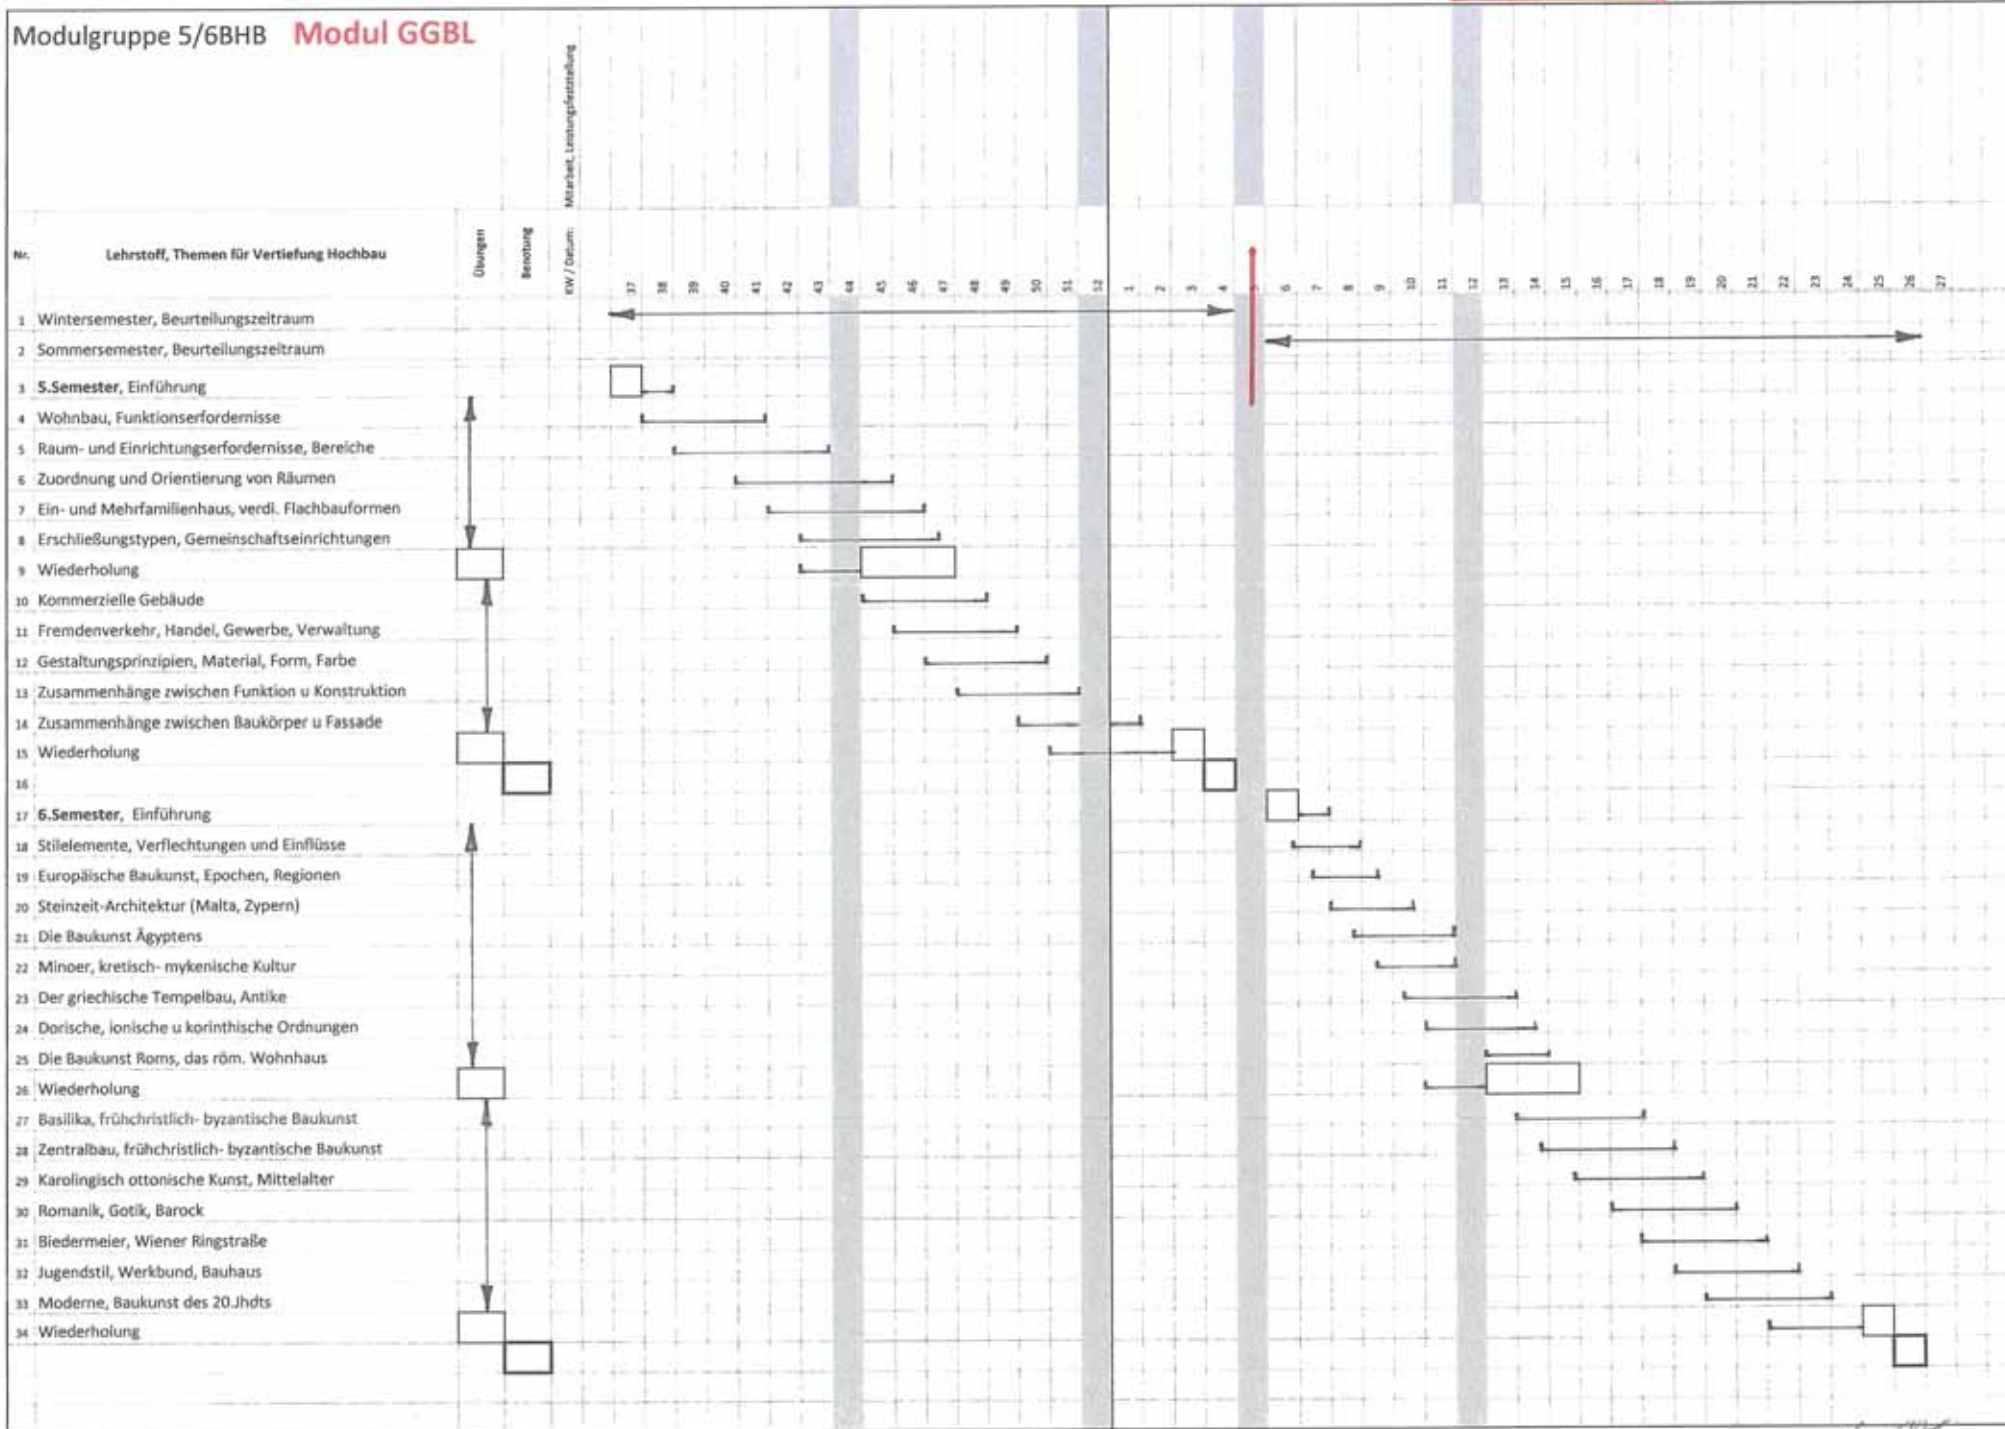 Modulgruppe 5/6BHB Modul GGBL
Mitarbeit, Leistungsfeststellung
Nr. Lehrstoff, Themen für Vertiefung Hochbau Übungen Benotung KW / Datum: 37 38 39 40 41 42 43 44 45 46 47 48 50 51 52 1 2 3 4 5 6 7 8 9 10 11 12 13 14 15 16 17 18 19 20 21 22 23 24 25 26 27
1 Wintersemester, Beurteilungszeitraum
2 Sommersemester, Beurteilungszeitraum
3 5.Semester, Einführung
4 Wohnbau, Funktionserfordernisse
5 Raum- und Einrichtungserfordernisse, Bereiche
6 Zuordnung und Orientierung von Räumen
7 Ein- und Mehrfamilienhaus, verdi. Flachbauformen
8 Erschließungstypen, Gemeinschaftseinrichtungen
9 Wiederholung
10 Kommerzielle Gebäude
11 Fremdenverkehr, Handel, Gewerbe, Verwaltung
12 Gestaltungsprinzipien, Material, Form, Farbe
13 Zusammenhänge zwischen Funktion u Konstruktion
14 Zusammenhänge zwischen Baukörper u Fassade
15 Wiederholung
16
17 6.Semester, Einführung
18 Stilelemente, Verflechtungen und Einflüsse
19 Europäische Baukunst, Epochen, Regionen
20 Steinzeit-Architektur (Malta, Zypern)
21 Die Baukunst Ägyptens
22 Minoer, kretisch- mykenische Kultur
23 Der griechische Tempelbau, Antike
24 Dorische, ionische u korinthische Ordnungen
25 Die Baukunst Roms, das röm. Wohnhaus
26 Wiederholung
27 Basilika, frühchristlich- byzantische Baukunst
28 Zentralbau, frühchristlich- byzantische Baukunst
29 Karolingisch ottonische Kunst, Mittelalter
30 Romanik, Gotik, Barock
31 Biedermeier, Wiener Ringstraße
32 Jugendstil, Werkbund, Bauhaus
33 Moderne, Baukunst des 20.Jhdts
34 Wiederholung